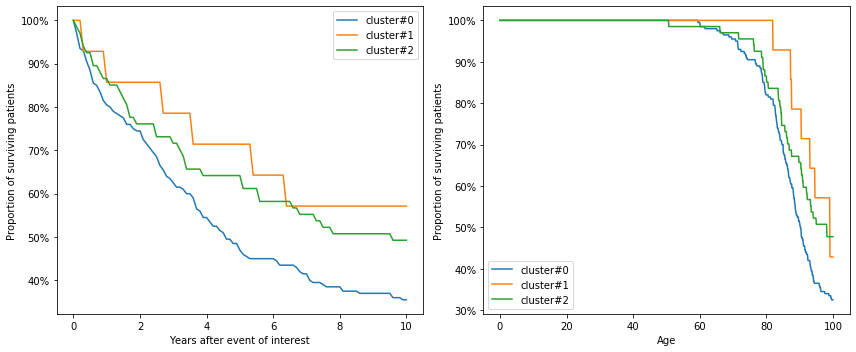 100%
90%
80%
70%
60%
50%
40%
Proportion of surviving patients
0
2
4
6
8
10
Years after event of interest
cluster#0
cluster#1
cluster#2
100%
90%
80%
70%
60%
50%
40%
30%
Proportion of surviving patients
0
20
40
60
80
100
Age
cluster#0
cluster#1
cluster#2